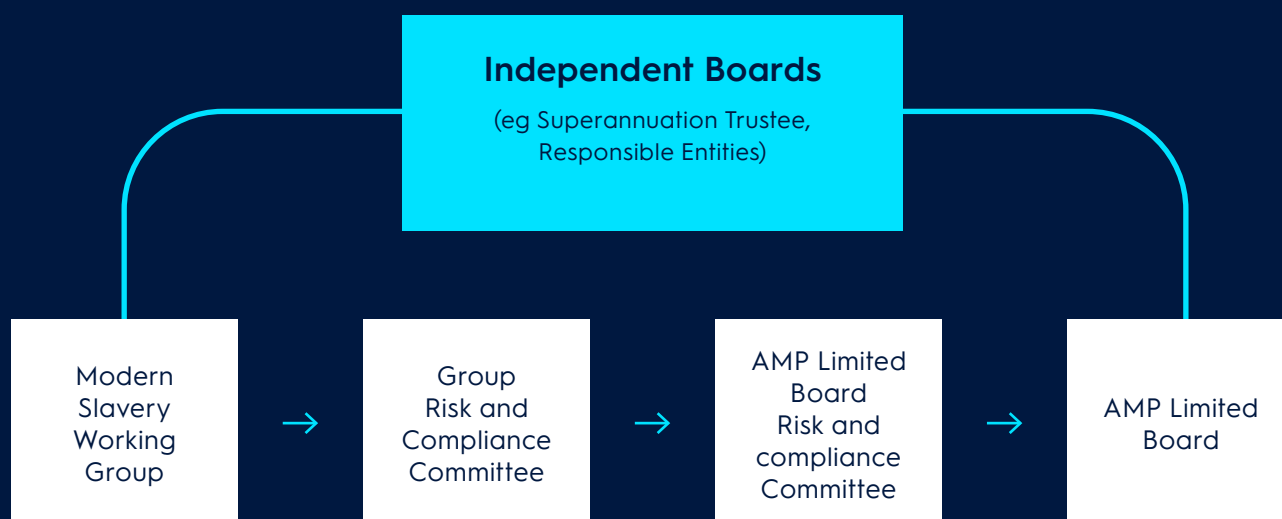 Independent Boards
(eg Superannuation Trustee,
Responsible Entities)
Modern
Slavery
Working
Group
Group
Risk and
Compliance
Committee
AMP Limited
Board
Risk and
compliance
Committee
AMP Limited
Board